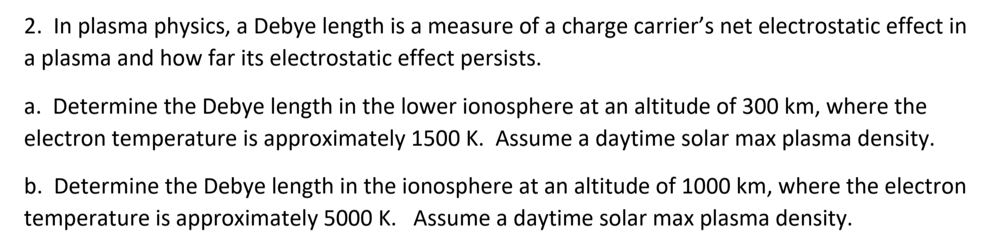 2.  In plasma physics, a Debye length is a measure of a charge carrier’s net electrostatic effect in
a plasma and how far its electrostatic effect persists.
a.  Determine the Debye length in the lower ionosphere at an altitude of 300 km, where the
electron temperature is approximately 1500 K.  Assume a daytime solar max plasma density.
b.  Determine the Debye length in the ionosphere at an altitude of 1000 km, where the electron
temperature is approximately 5000 K.   Assume a daytime solar max plasma density.